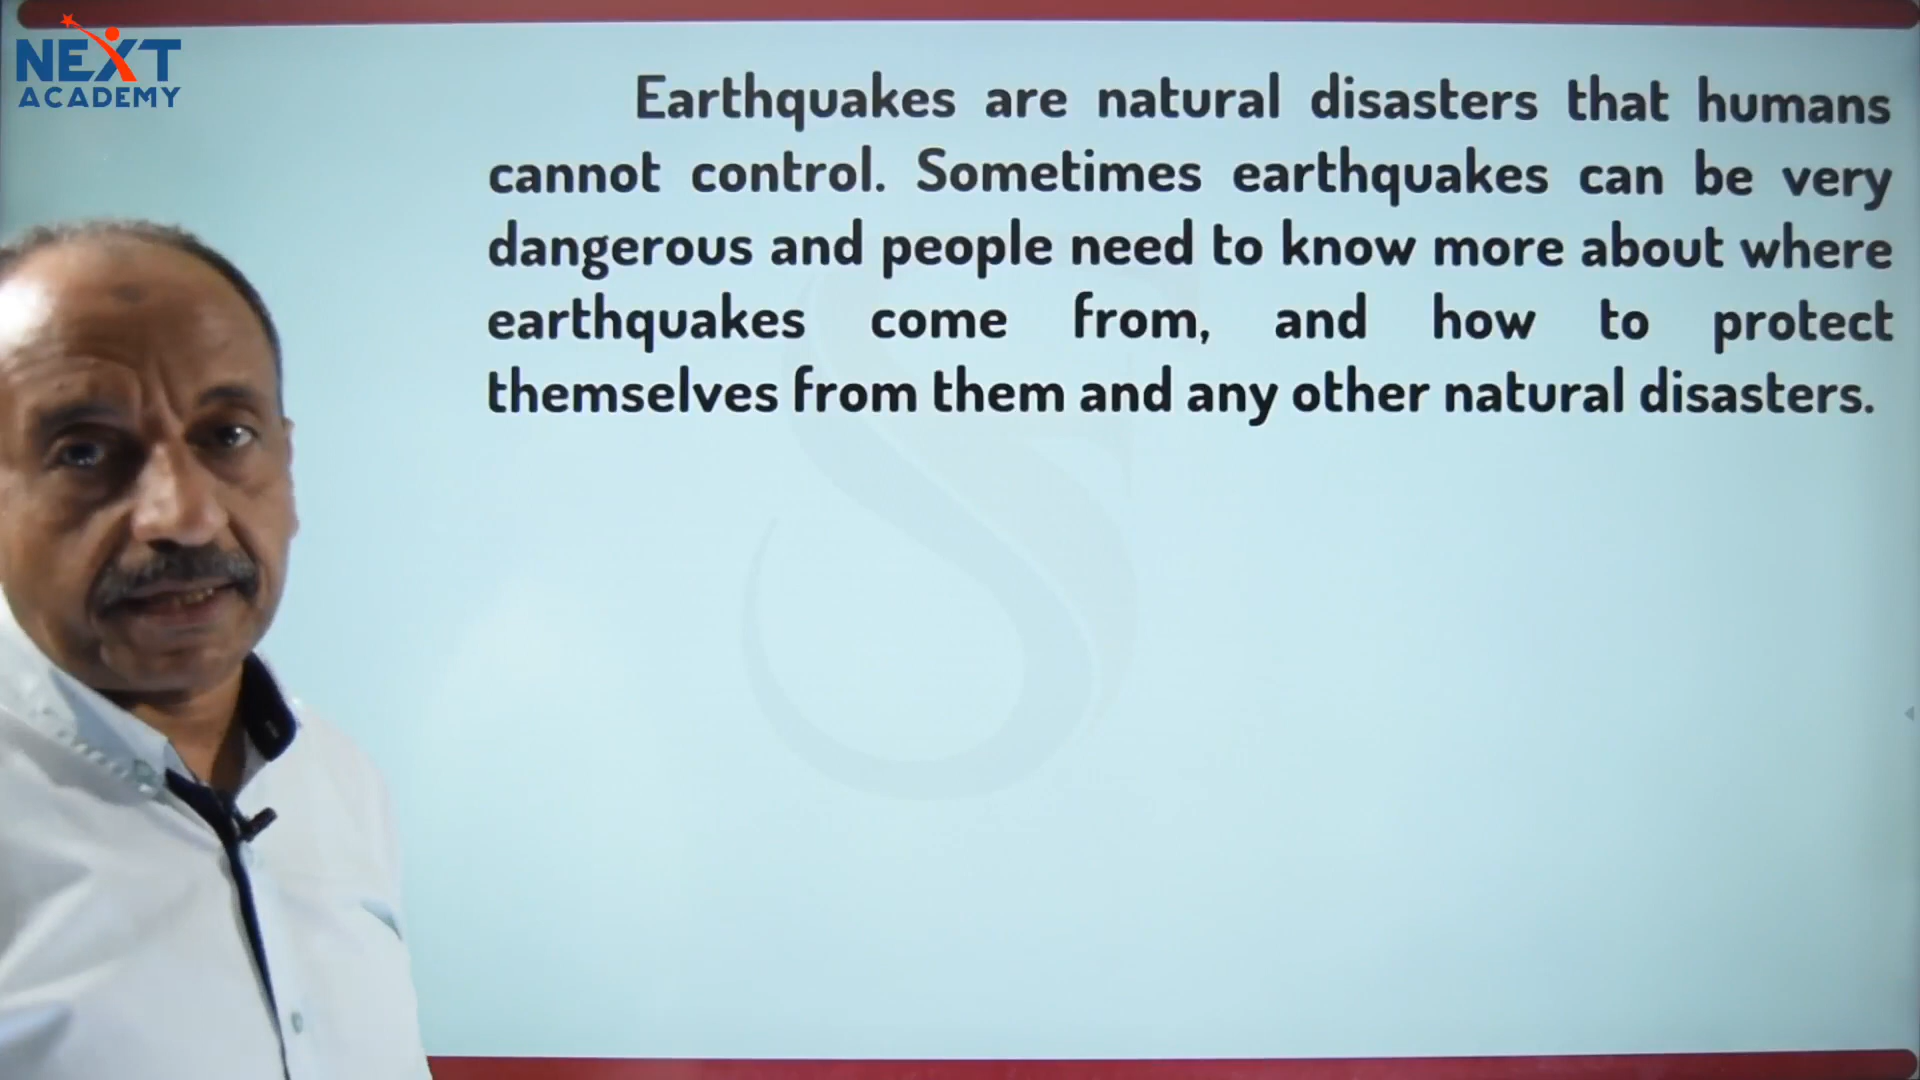 NEXT
ACADEMY
Earthquakes are natural disasters that humans
cannot control. Sometimes earthquakes can be very
dangerous and people need to know more about where
earthquakes come from, and how to protect
themselves from them and any other natural disasters.